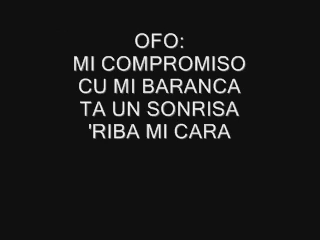 OFO:
MI COMPROMISO
CU MI BARANCA
TA UN SONRISA
'RIBA MI CARA